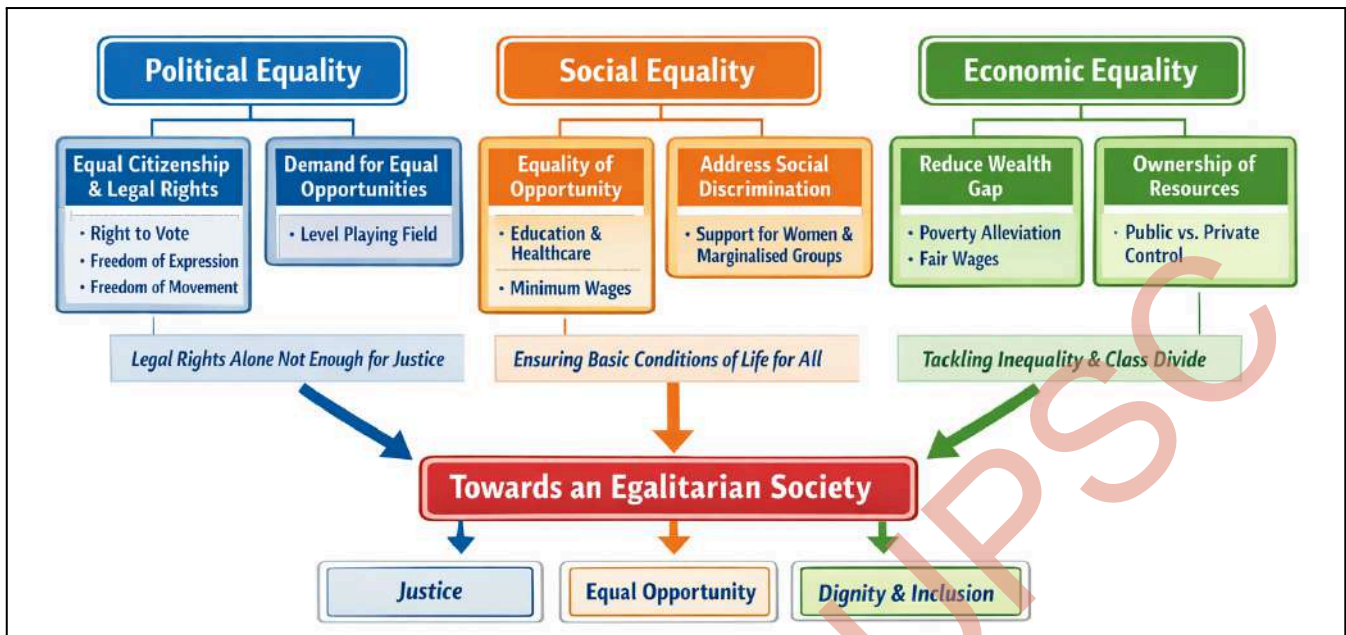 Political Equality
Equal Citizenship
& Legal Rights
• Right to Vote
• Freedom of Expression
• Freedom of Movement
Demand for Equal
Opportunities
• Level Playing Field
Legal Rights Alone Not Enough for Justice
Social Equality
Equality of
Opportunity
• Education &
Healthcare
• Minimum Wages
Address Social
Discrimination
• Support for Women &
Marginalised Groups
Ensuring Basic Conditions of Life for All
Economic Equality
Reduce Wealth
Gap
• Poverty Alleviation
• Fair Wages
Ownership of
Resources
• Public vs. Private
Control
Tackling Inequality & Class Divide
Towards an Egalitarian Society
Justice
Equal Opportunity
Dignity & Inclusion
UPSC